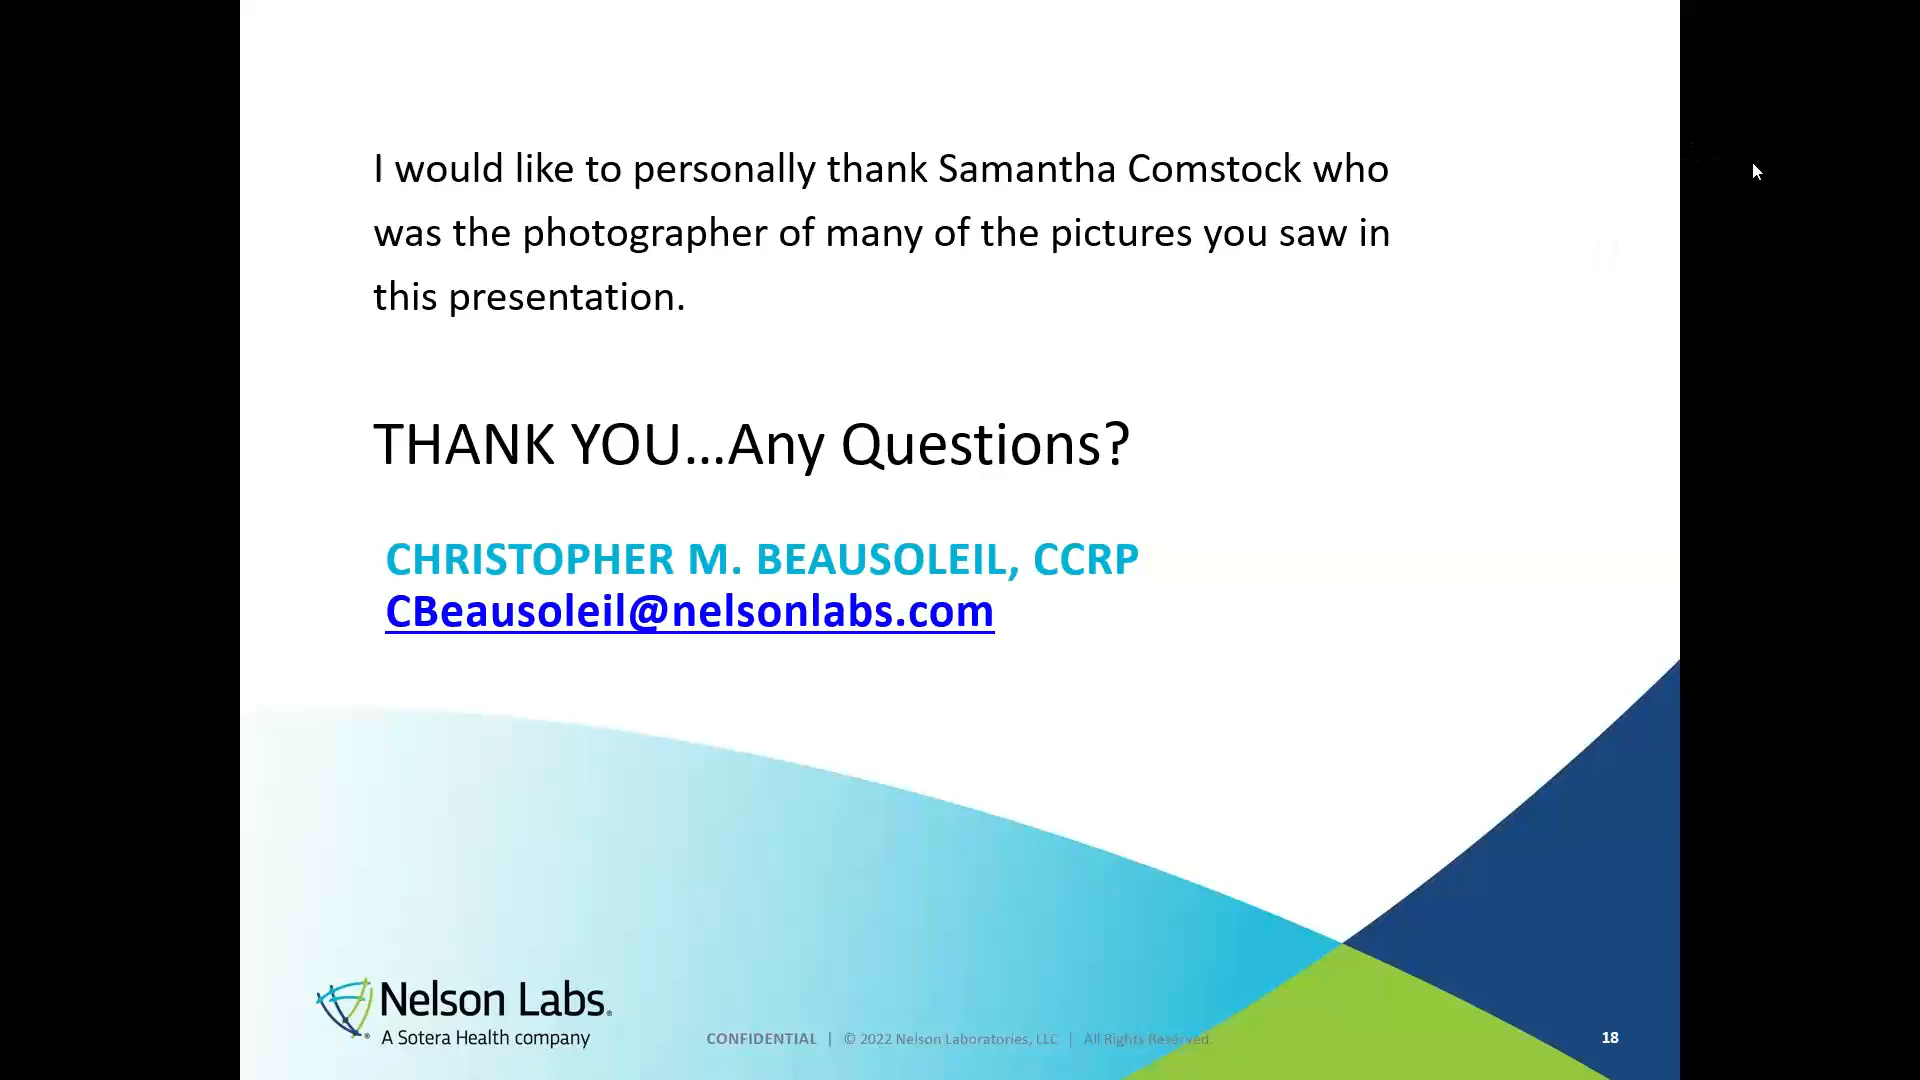 I would like to personally thank Samantha Comstock who
was the photographer of many of the pictures you saw in
this presentation.
THANK YOU...Any Questions?
CHRISTOPHER M. BEAUSOLEIL, CCRP
CBeausoleil@nelsonlabs.com
Nelson Labs®
A Sotera Health company
CONFIDENTIAL | © 2022 Nelson Laboratories, LLC | All Rights Reserved.
18